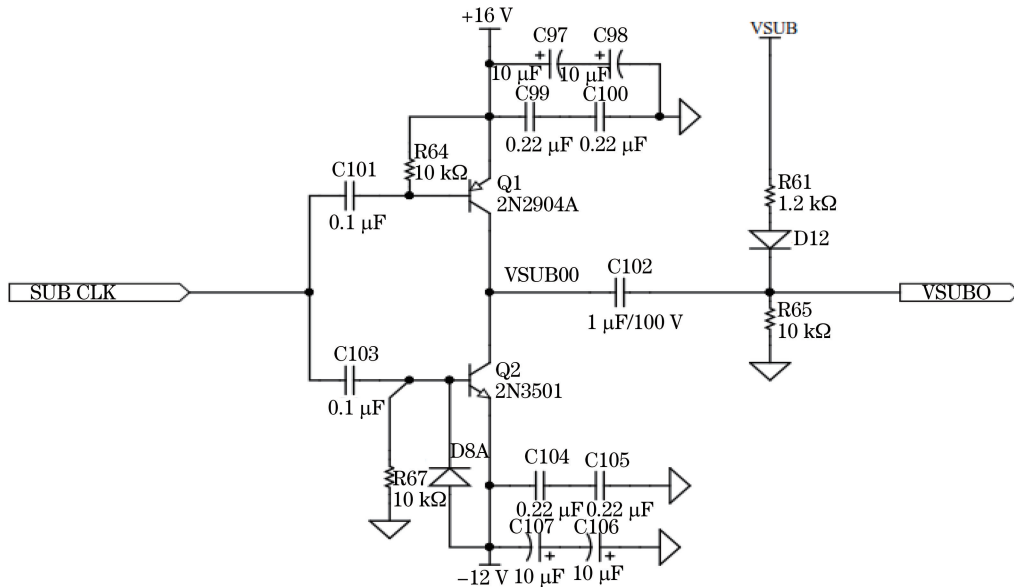 +16 V
C97
C98
VSUB
10 µF
10 µF
C99
C100
0.22 µF
0.22 µF
R64
10 kΩ
C101
0.1 µF
Q1
2N2904A
R61
1.2 kΩ
D12
SUB CLK
VSUB00
C102
1 µF/100 V
VSUBO
R65
10 kΩ
C103
0.1 µF
Q2
2N3501
D8A
R67
10 kΩ
C104
C105
0.22 µF
0.22 µF
C107
C106
−12 V
10 µF
10 µF